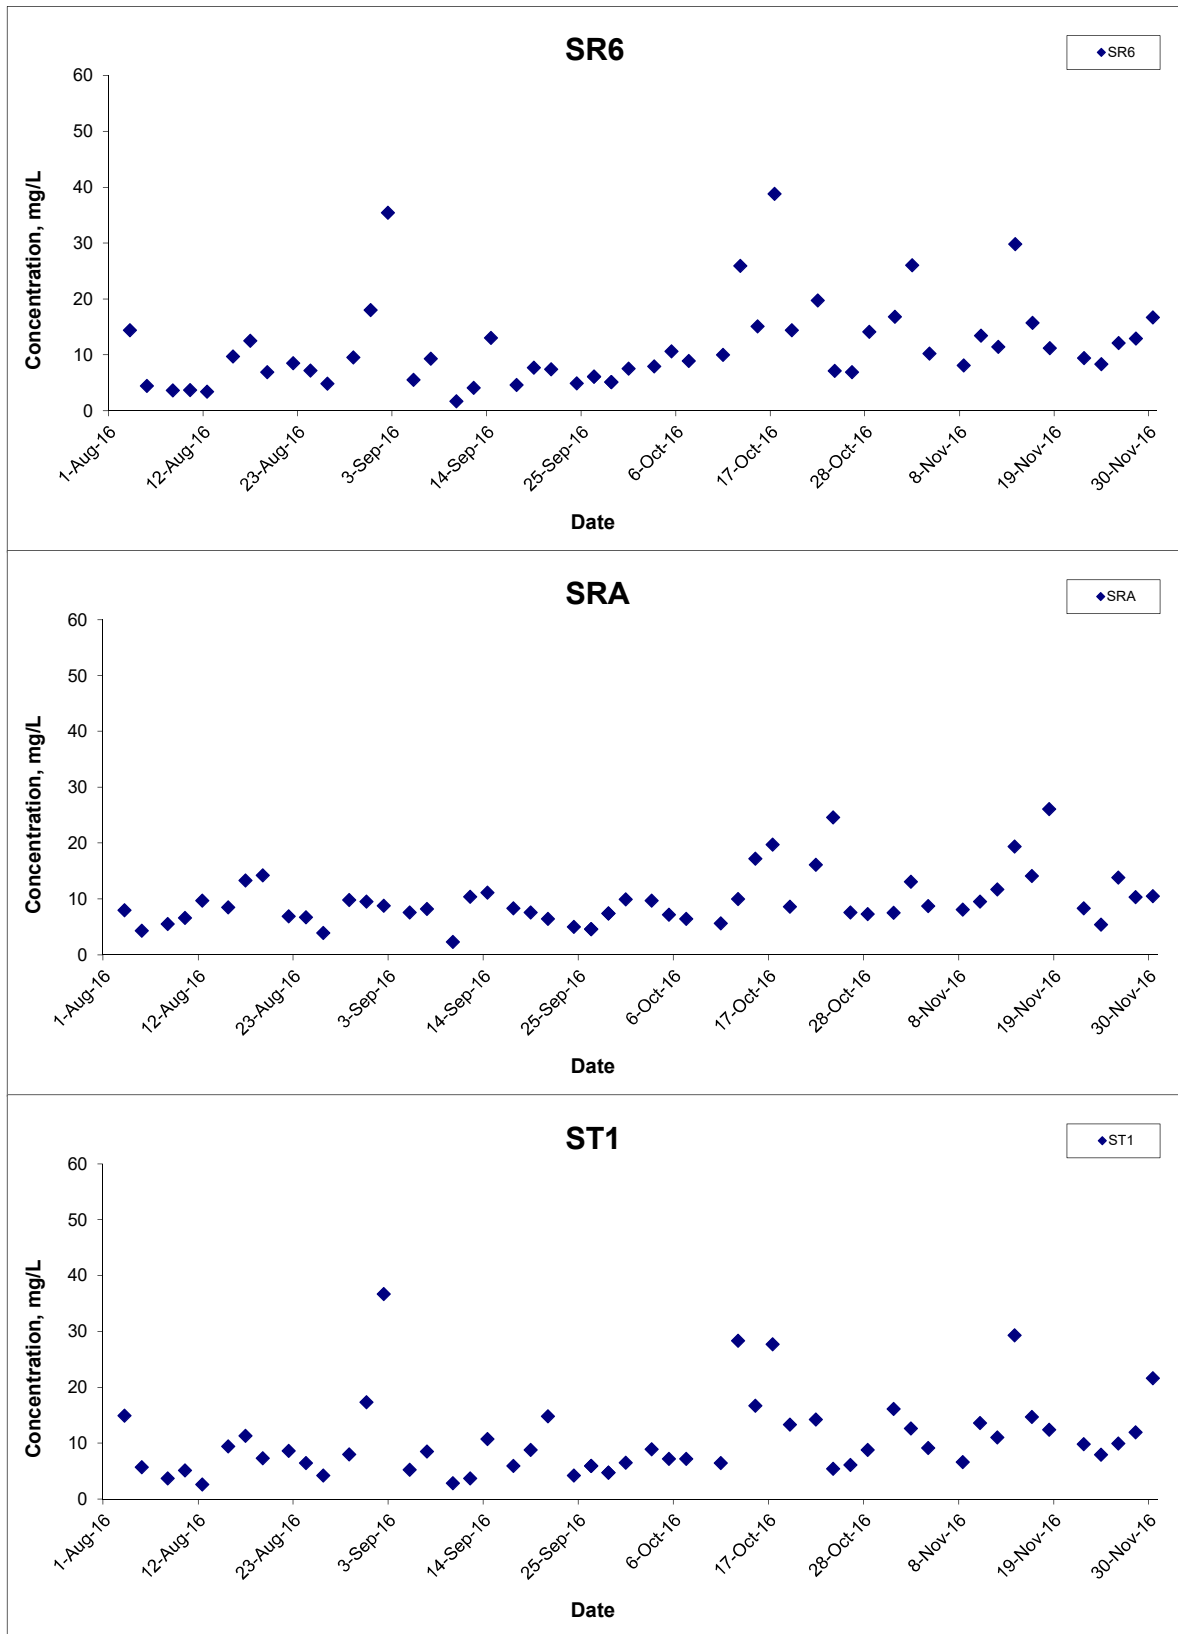 SR6
SR6
60
50
40
30
20
10
0
Concentration, mg/L
1-Aug-16
12-Aug-16
23-Aug-16
3-Sep-16
14-Sep-16
25-Sep-16
6-Oct-16
17-Oct-16
28-Oct-16
8-Nov-16
19-Nov-16
30-Nov-16
Date
SRA
SRA
60
50
40
30
20
10
0
Concentration, mg/L
1-Aug-16
12-Aug-16
23-Aug-16
3-Sep-16
14-Sep-16
25-Sep-16
6-Oct-16
17-Oct-16
28-Oct-16
8-Nov-16
19-Nov-16
30-Nov-16
Date
ST1
ST1
60
50
40
30
20
10
0
Concentration, mg/L
1-Aug-16
12-Aug-16
23-Aug-16
3-Sep-16
14-Sep-16
25-Sep-16
6-Oct-16
17-Oct-16
28-Oct-16
8-Nov-16
19-Nov-16
30-Nov-16
Date